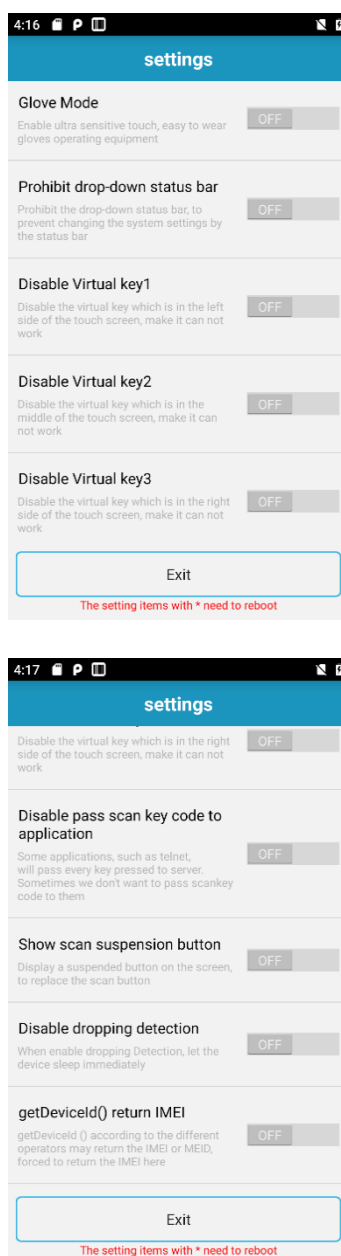 4:16
settings
Glove Mode
Enable ultra sensitive touch, easy to wear
gloves operating equipment
OFF
Prohibit drop-down status bar
Prohibit the drop-down status bar, to
prevent changing the system settings by
the status bar
OFF
Disable Virtual key1
Disable the virtual key which is in the left
side of the touch screen, make it can not
work
OFF
Disable Virtual key2
Disable the virtual key which is in the
middle of the touch screen, make it can
not work
OFF
Disable Virtual key3
Disable the virtual key which is in the right
side of the touch screen, make it can not
work
OFF
Exit
The setting items with * need to reboot
4:17
settings
Disable the virtual key which is in the right
side of the touch screen, make it can not
work
OFF
Disable pass scan key code to
application
Some applications, such as telnet,
will pass every key pressed to server.
Sometimes we don't want to pass scankey
code to them
OFF
Show scan suspension button
Display a suspended button on the screen,
to replace the scan button
OFF
Disable dropping detection
When enable dropping Detection, let the
device sleep immediately
OFF
getDeviceId() return IMEI
getDeviceId () according to the different
operators may return the IMEI or MEID,
forced to return the IMEI here
OFF
Exit
The setting items with * need to reboot